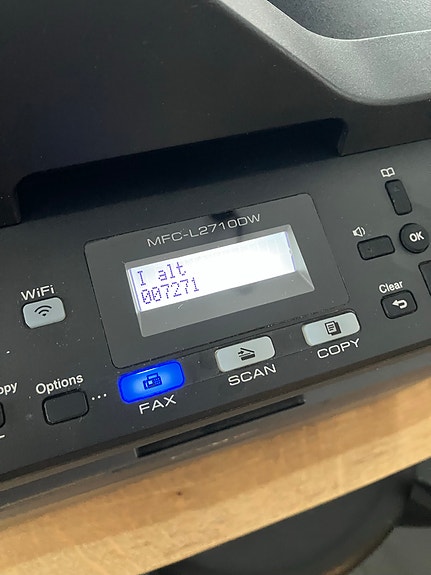 MFC-L2710DW
I alt
007271
WiFi
OK
Clear
Options
FAX
SCAN
COPY